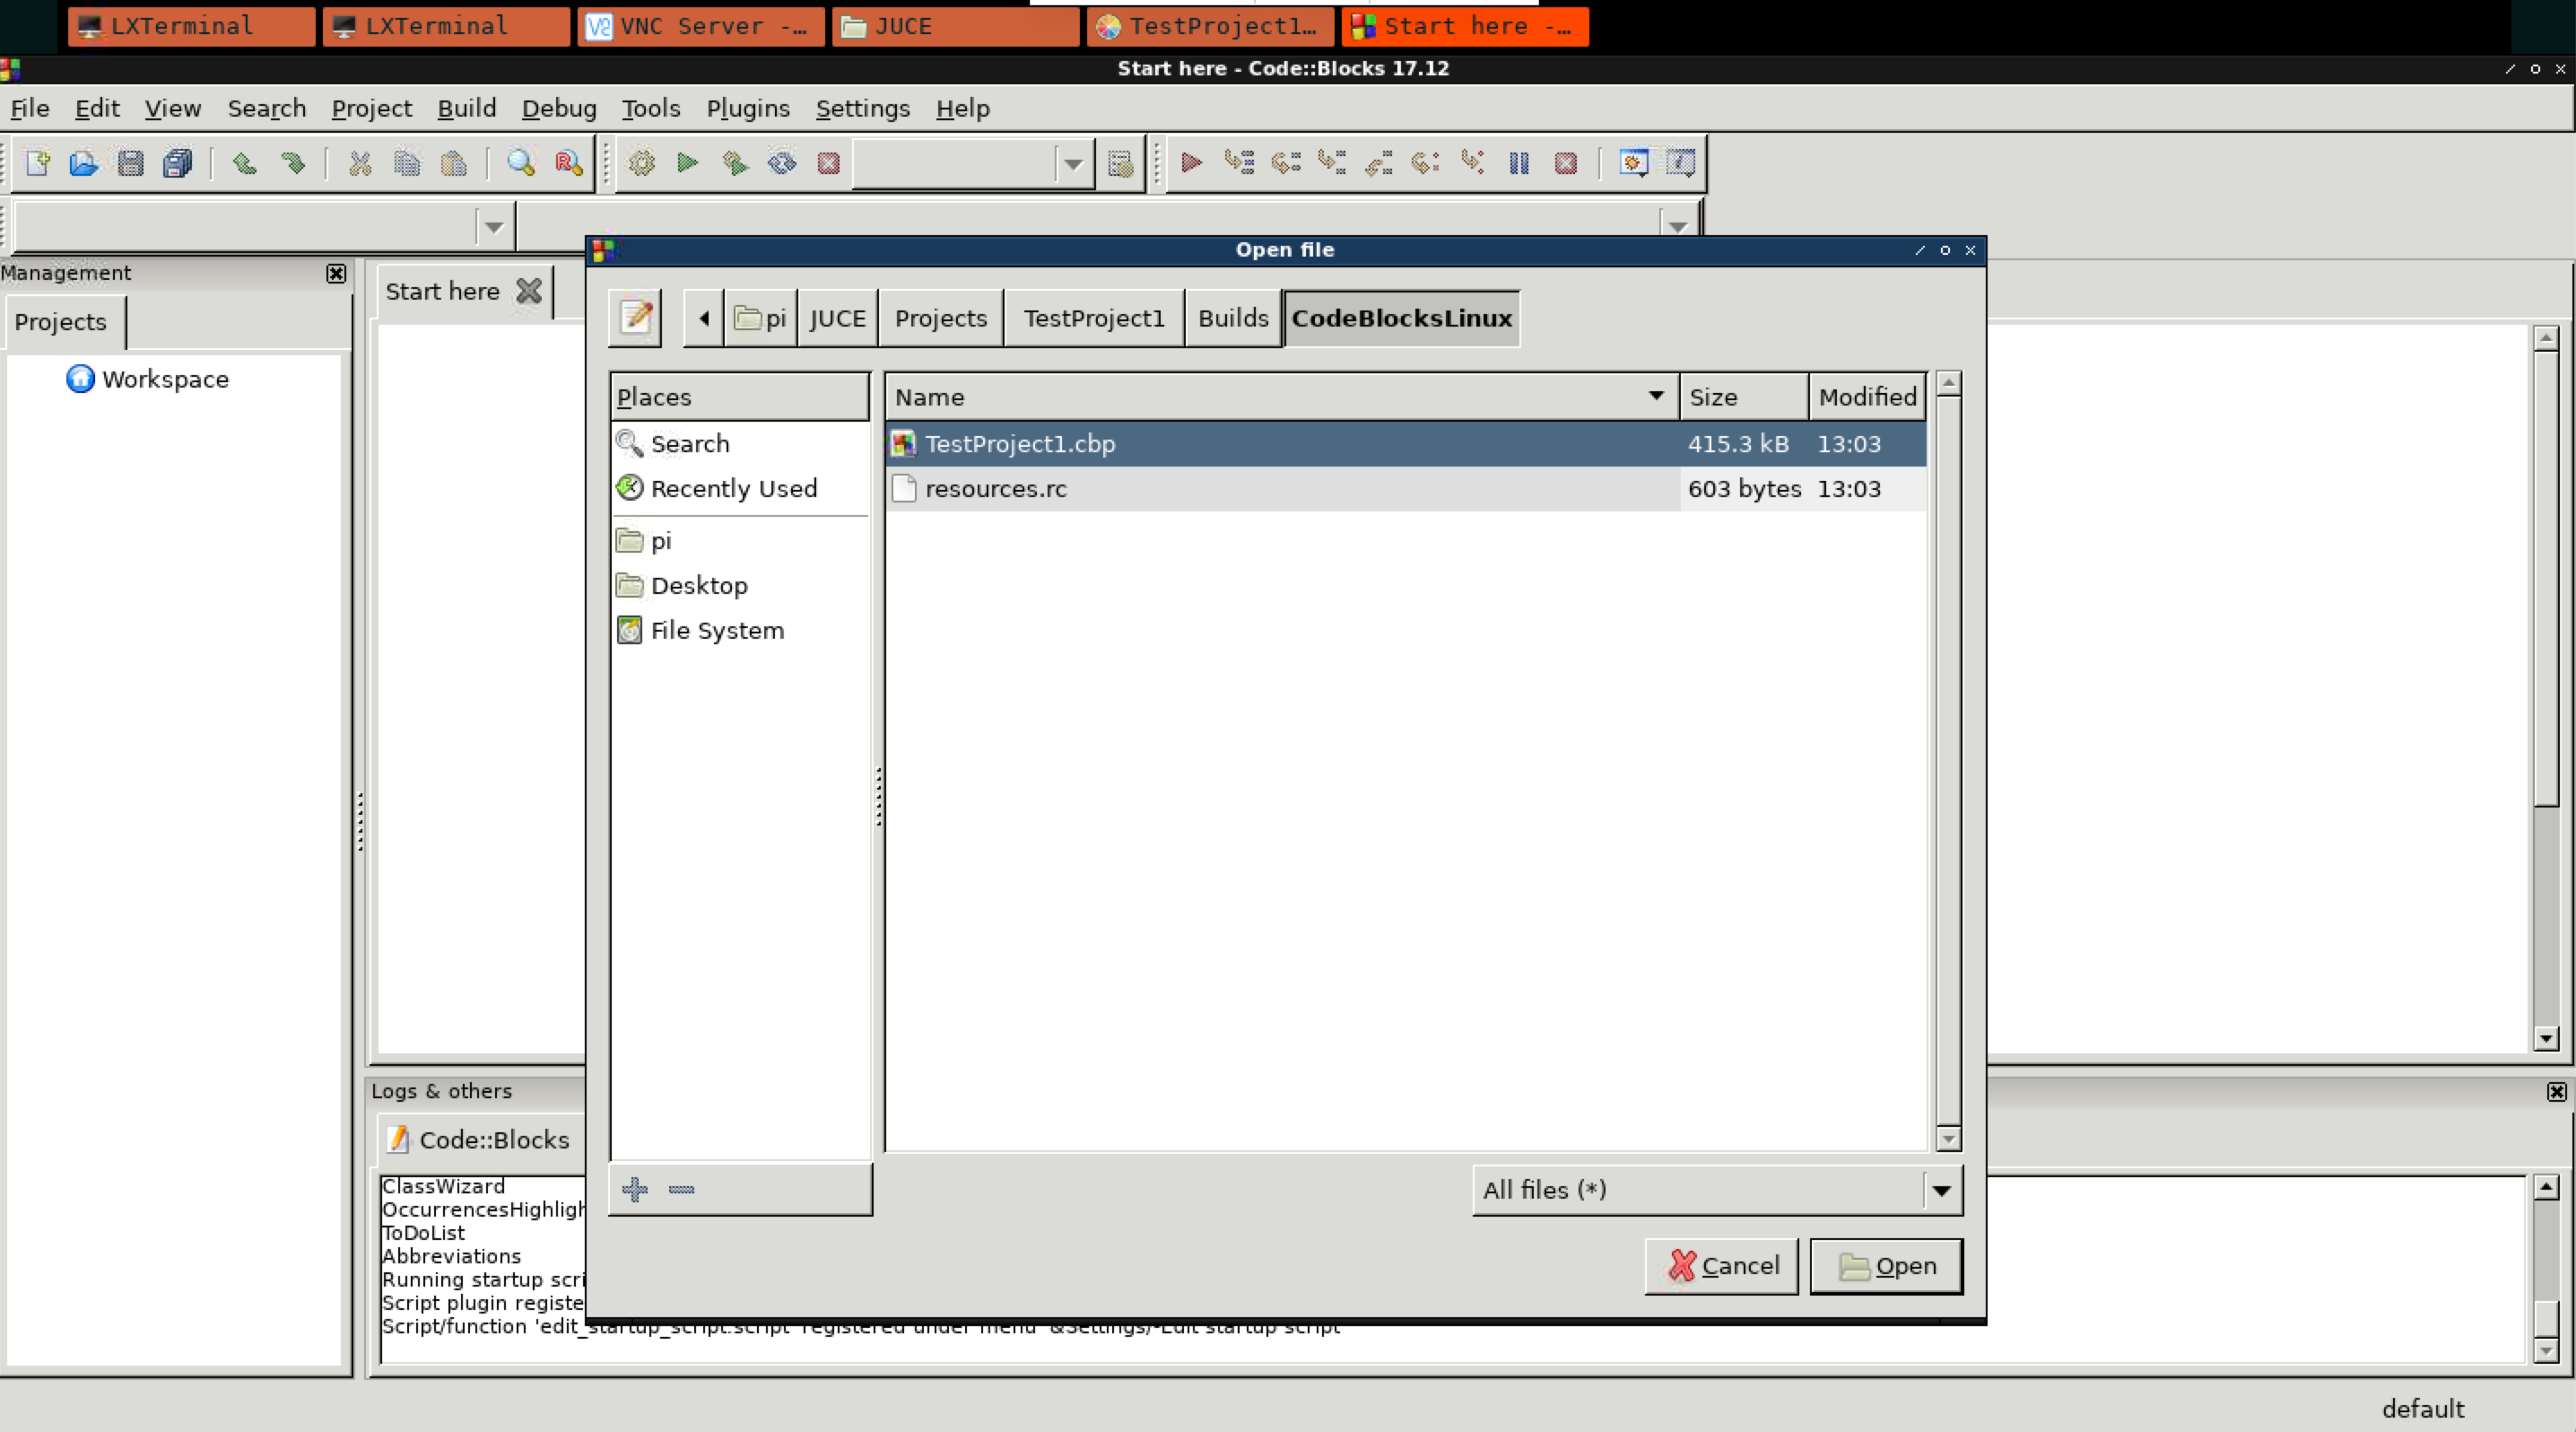 LXTerminal LXTerminal VNC Server -… JUCE TestProject1… Start here -…
Start here - Code::Blocks 17.12
File Edit View Search Project Build Debug Tools Plugins Settings Help
Open file
Management
Start here
pi JUCE Projects TestProject1 Builds CodeBlocksLinux
Projects
Workspace
Places
Name Size Modified
Search
TestProject1.cbp 415.3 kB 13:03
Recently Used
resources.rc 603 bytes 13:03
pi
Desktop
File System
Logs & others
Code::Blocks
All files (*)
ClassWizard
OccurrencesHighligh
ToDoList
Abbreviations
Cancel Open
Running startup scri
Script plugin registe
Script/function 'edit_startup_script.script' registered under menu '&Settings/-Edit startup script'
default